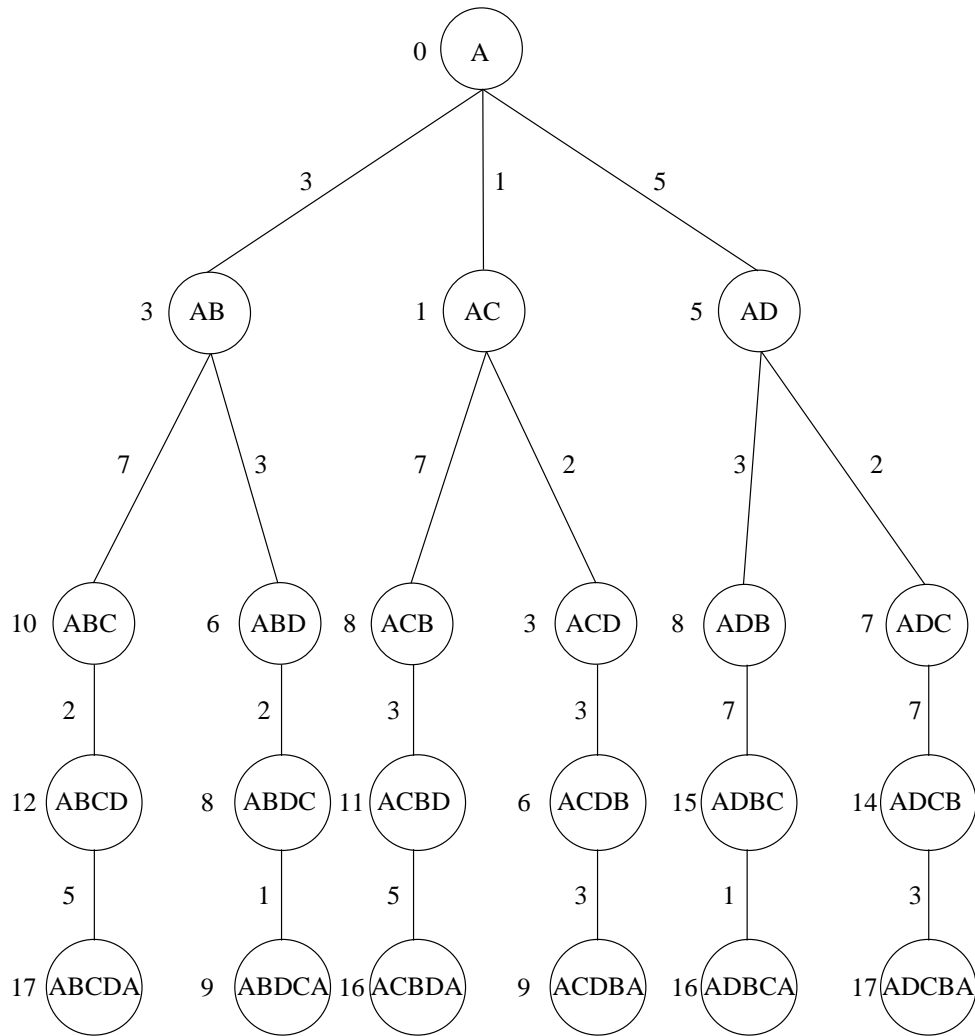 0 A
3 1 5
3 AB 1 AC 5 AD
7 3 7 2 3 2
10 ABC 6 ABD 8 ACB 3 ACD 8 ADB 7 ADC
2 2 3 3 7 7
12 ABCD 8 ABDC 11 ACBD 6 ACDB 15 ADBC 14 ADCB
5 1 5 3 1 3
17 ABCDA 9 ABDCA 16 ACBDA 9 ACDBA 16 ADBCA 17 ADCBA